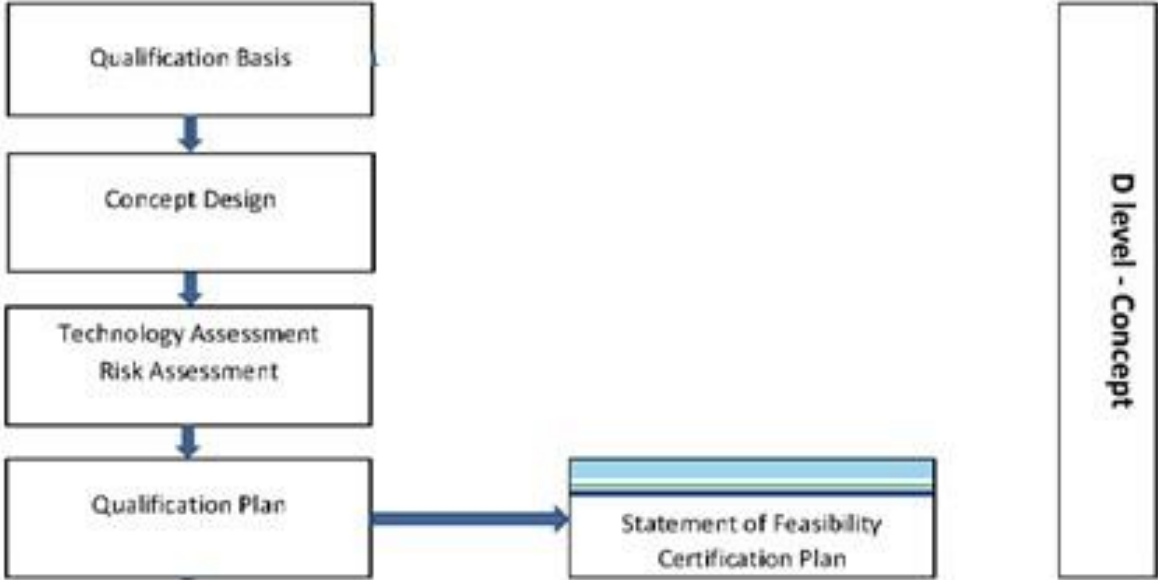 Qualification Basis
Concept Design
Technology Assessment
Risk Assessment
Qualification Plan
Statement of Feasibility
Certification Plan
D level - Concept